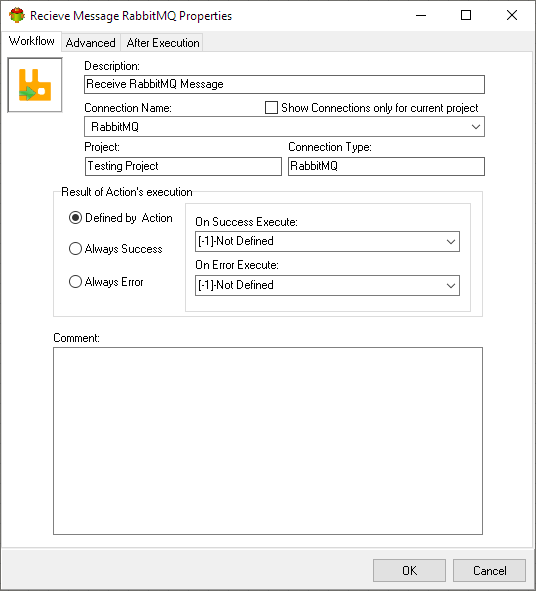 Recieve Message RabbitMQ Properties
Workflow Advanced After Execution
Description:
Receive RabbitMQ Message
Connection Name: Show Connections only for current project
RabbitMQ
Project: Connection Type:
Testing Project RabbitMQ
Result of Action's execution
Defined by Action
On Success Execute:
[-1]-Not Defined
Always Success
On Error Execute:
[-1]-Not Defined
Always Error
Comment:
OK Cancel